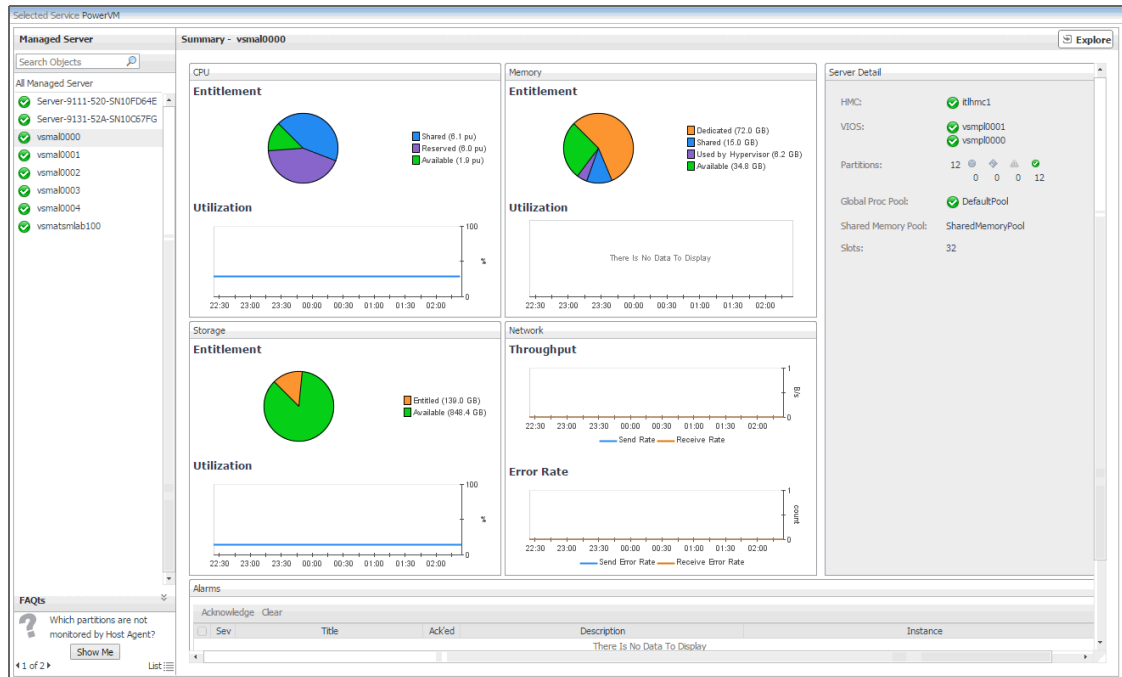 Selected Service PowerVM
Managed Server
Search Objects
All Managed Server
Server-9111-520-SN10FD64E
Server-9131-52A-SN10C67FG
vsmal0000
vsmal0001
vsmal0002
vsmal0003
vsmal0004
vsmatsmlab100
FAQts
Which partitions are not
monitored by Host Agent?
Show Me
1 of 2
List
Summary - vsmal0000
Explore
CPU
Entitlement
Shared (6.1 pu)
Reserved (6.0 pu)
Available (1.9 pu)
Utilization
100
%
0
22:30 23:00 23:30 00:00 00:30 01:00 01:30 02:00
Memory
Entitlement
Dedicated (72.0 GB)
Shared (15.0 GB)
Used by Hypervisor (6.2 GB)
Available (34.8 GB)
Utilization
There Is No Data To Display
22:30 23:00 23:30 00:00 00:30 01:00 01:30 02:00
Server Detail
HMC: itlhmc1
VIOS: vsmpl0001
vsmpl0000
Partitions: 12
0 0 0 12
Global Proc Pool: DefaultPool
Shared Memory Pool: SharedMemoryPool
Slots: 32
Storage
Entitlement
Entitled (139.0 GB)
Available (848.4 GB)
Utilization
100
%
0
22:30 23:00 23:30 00:00 00:30 01:00 01:30 02:00
Network
Throughput
1
B/s
0
22:30 23:00 23:30 00:00 00:30 01:00 01:30 02:00
Send Rate Receive Rate
Error Rate
1
count
0
22:30 23:00 23:30 00:00 00:30 01:00 01:30 02:00
Send Error Rate Receive Error Rate
Alarms
Acknowledge Clear
Sev Title Ack'ed Description Instance
There Is No Data To Display